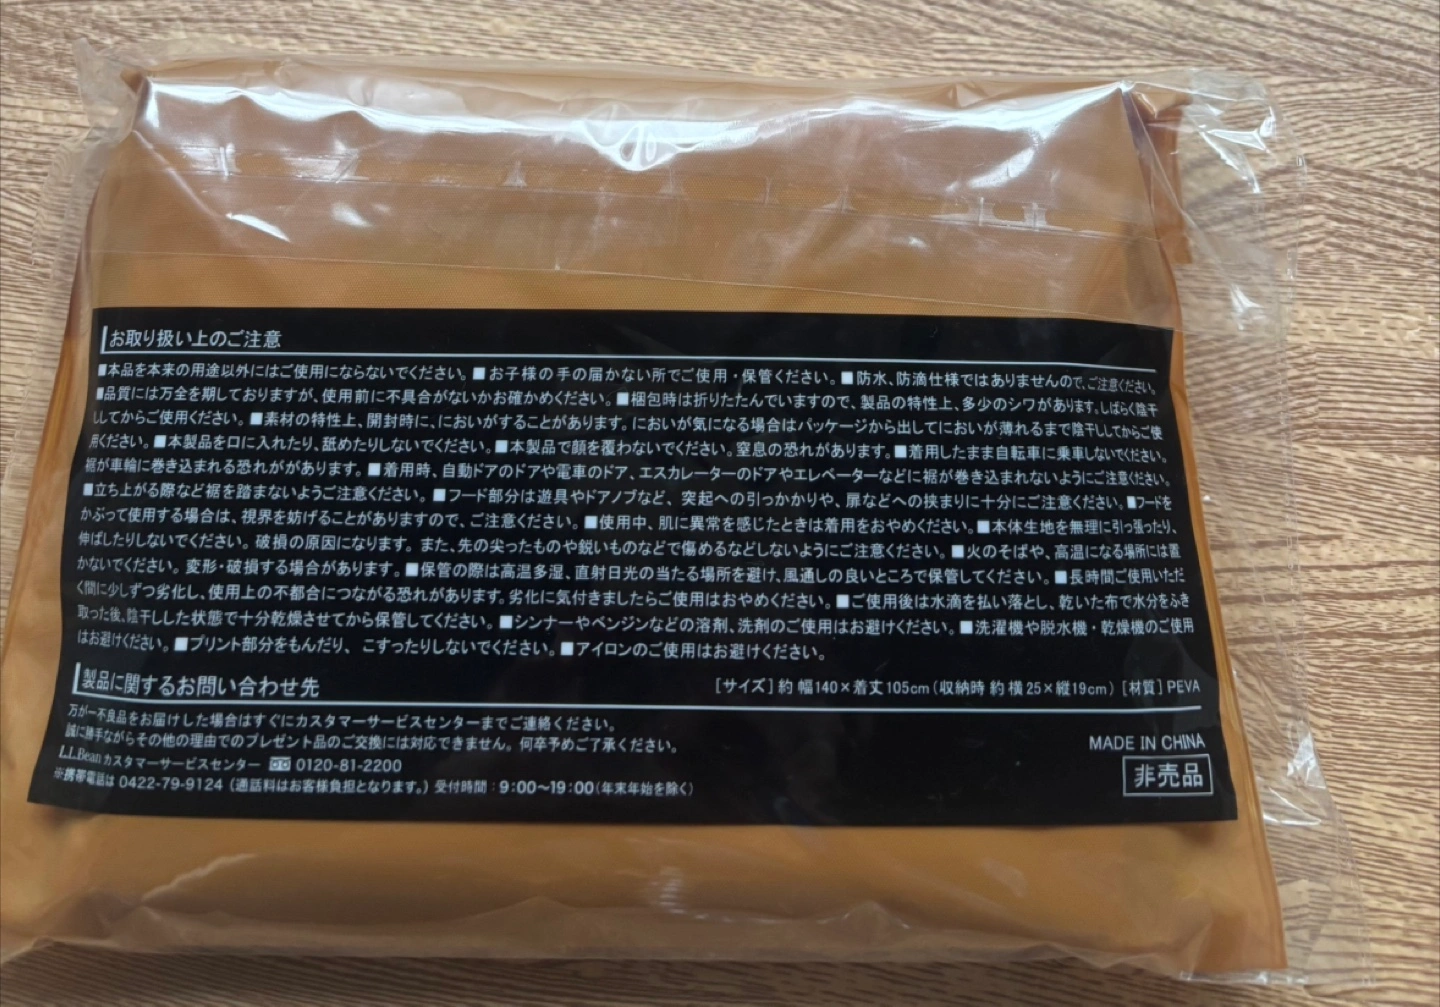 お取り扱い上のご注意
■本品を本来の用途以外にはご使用にならないでください。■お子様の手の届かない所でご使用・保管ください。■防水、防滴仕様ではありませんので、ご注意ください。
■品質には万全を期しておりますが、使用前に不具合がないかお確かめください。■梱包時は折りたたんでいますので、製品の特性上、多少のシワがあります。しばらく陰干
ししてからご使用ください。■素材の特性上、開封時に、においがすることがあります。においが気になる場合はパッケージから出してにおいが薄れるまで陰干ししてからご使
用ください。■本製品を口に入れたり、舐めたりしないでください。■本製品で顔を覆わないでください。窒息の恐れがあります。■着用したまま自転車に乗車しないでください。
裾が車輪に巻き込まれる恐れががあります。■着用時、自動ドアのドアや電車のドア、エスカレーターのドアやエレベーターなどに裾が巻き込まれないようにご注意ください。
■立ち上がる際など裾を踏まないようご注意ください。■フード部分は遊具やドアノブなど、突起への引っかかりや、扉などへの挟まりに十分にご注意ください。■フードを
かぶって使用する場合は、視界を妨げることがありますので、ご注意ください。■使用中、肌に異常を感じたときは着用をおやめください。■本体生地を無理に引っ張ったり、
伸ばしたりしないでください。破損の原因になります。また、先の尖ったものや鋭いものなどで傷めるなどしないようにご注意ください。■火のそばや、高温になる場所には置
かないでください。変形・破損する場合があります。■保管の際は高温多湿、直射日光の当たる場所を避け、風通しの良いところで保管してください。■長時間ご使用いただ
く間に少しずつ劣化し、使用上の不都合につながる恐れがあります。劣化に気付きましたらご使用はおやめください。■ご使用後は水滴を払い落とし、乾いた布で水分をふき
取った後、陰干しした状態で十分乾燥させてから保管してください。■シンナーやベンジンなどの溶剤、洗剤のご使用はお避けください。■洗濯機や脱水機・乾燥機のご使用
はお避けください。■プリント部分をもんだり、こすったりしないでください。■アイロンのご使用はお避けください。
製品に関するお問い合わせ先
［サイズ］約 幅140×着丈105cm（収納時 約 横25×縦19cm）［材質］PEVA
万が一不良品をお届けした場合はすぐにカスタマーサービスセンターまでご連絡ください。
誠に勝手ながらその他の理由でのプレゼント品のご交換には対応できません。何卒予めご了承ください。
L.L.Bean カスタマーサービスセンター 0120-81-2200
※携帯電話は 0422-79-9124（通話料はお客様負担となります。）受付時間：9:00〜19:00（年末年始を除く）
MADE IN CHINA
非売品